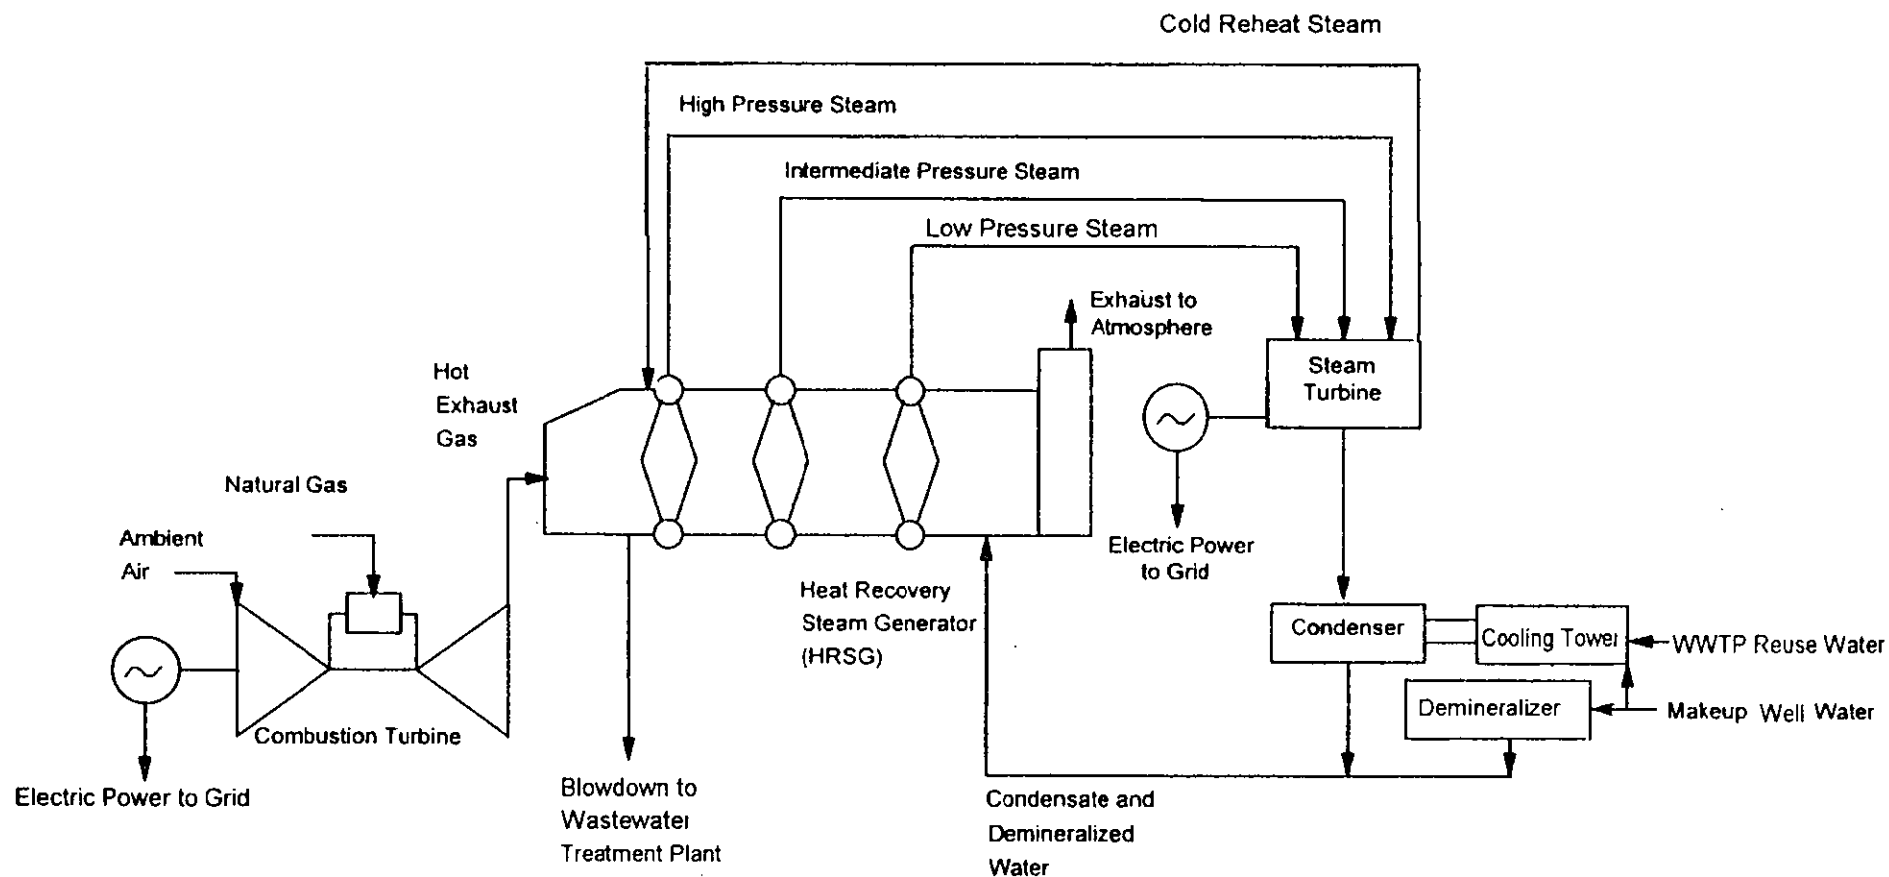 Cold Reheat Steam
High Pressure Steam
Intermediate Pressure Steam
Low Pressure Steam
Exhaust to
Atmosphere
Steam
Turbine
Hot
Exhaust
Gas
Natural Gas
Ambient
Air
Electric Power
to Grid
Heat Recovery
Steam Generator
(HRSG)
Condenser
Cooling Tower
WWTP Reuse Water
Demineralizer
Makeup Well Water
Combustion Turbine
Electric Power to Grid
Blowdown to
Wastewater
Treatment Plant
Condensate and
Demineralized
Water